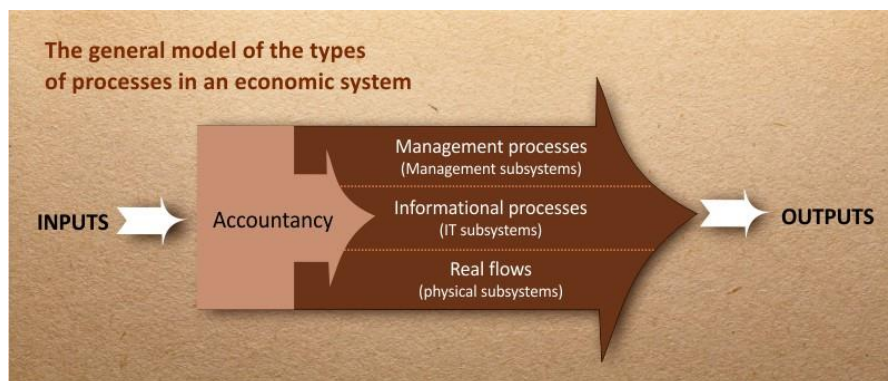 The general model of the types
of processes in an economic system
INPUTS
Accountancy
Management processes
(Management subsystems)
Informational processes
(IT subsystems)
Real flows
(physical subsystems)
OUTPUTS